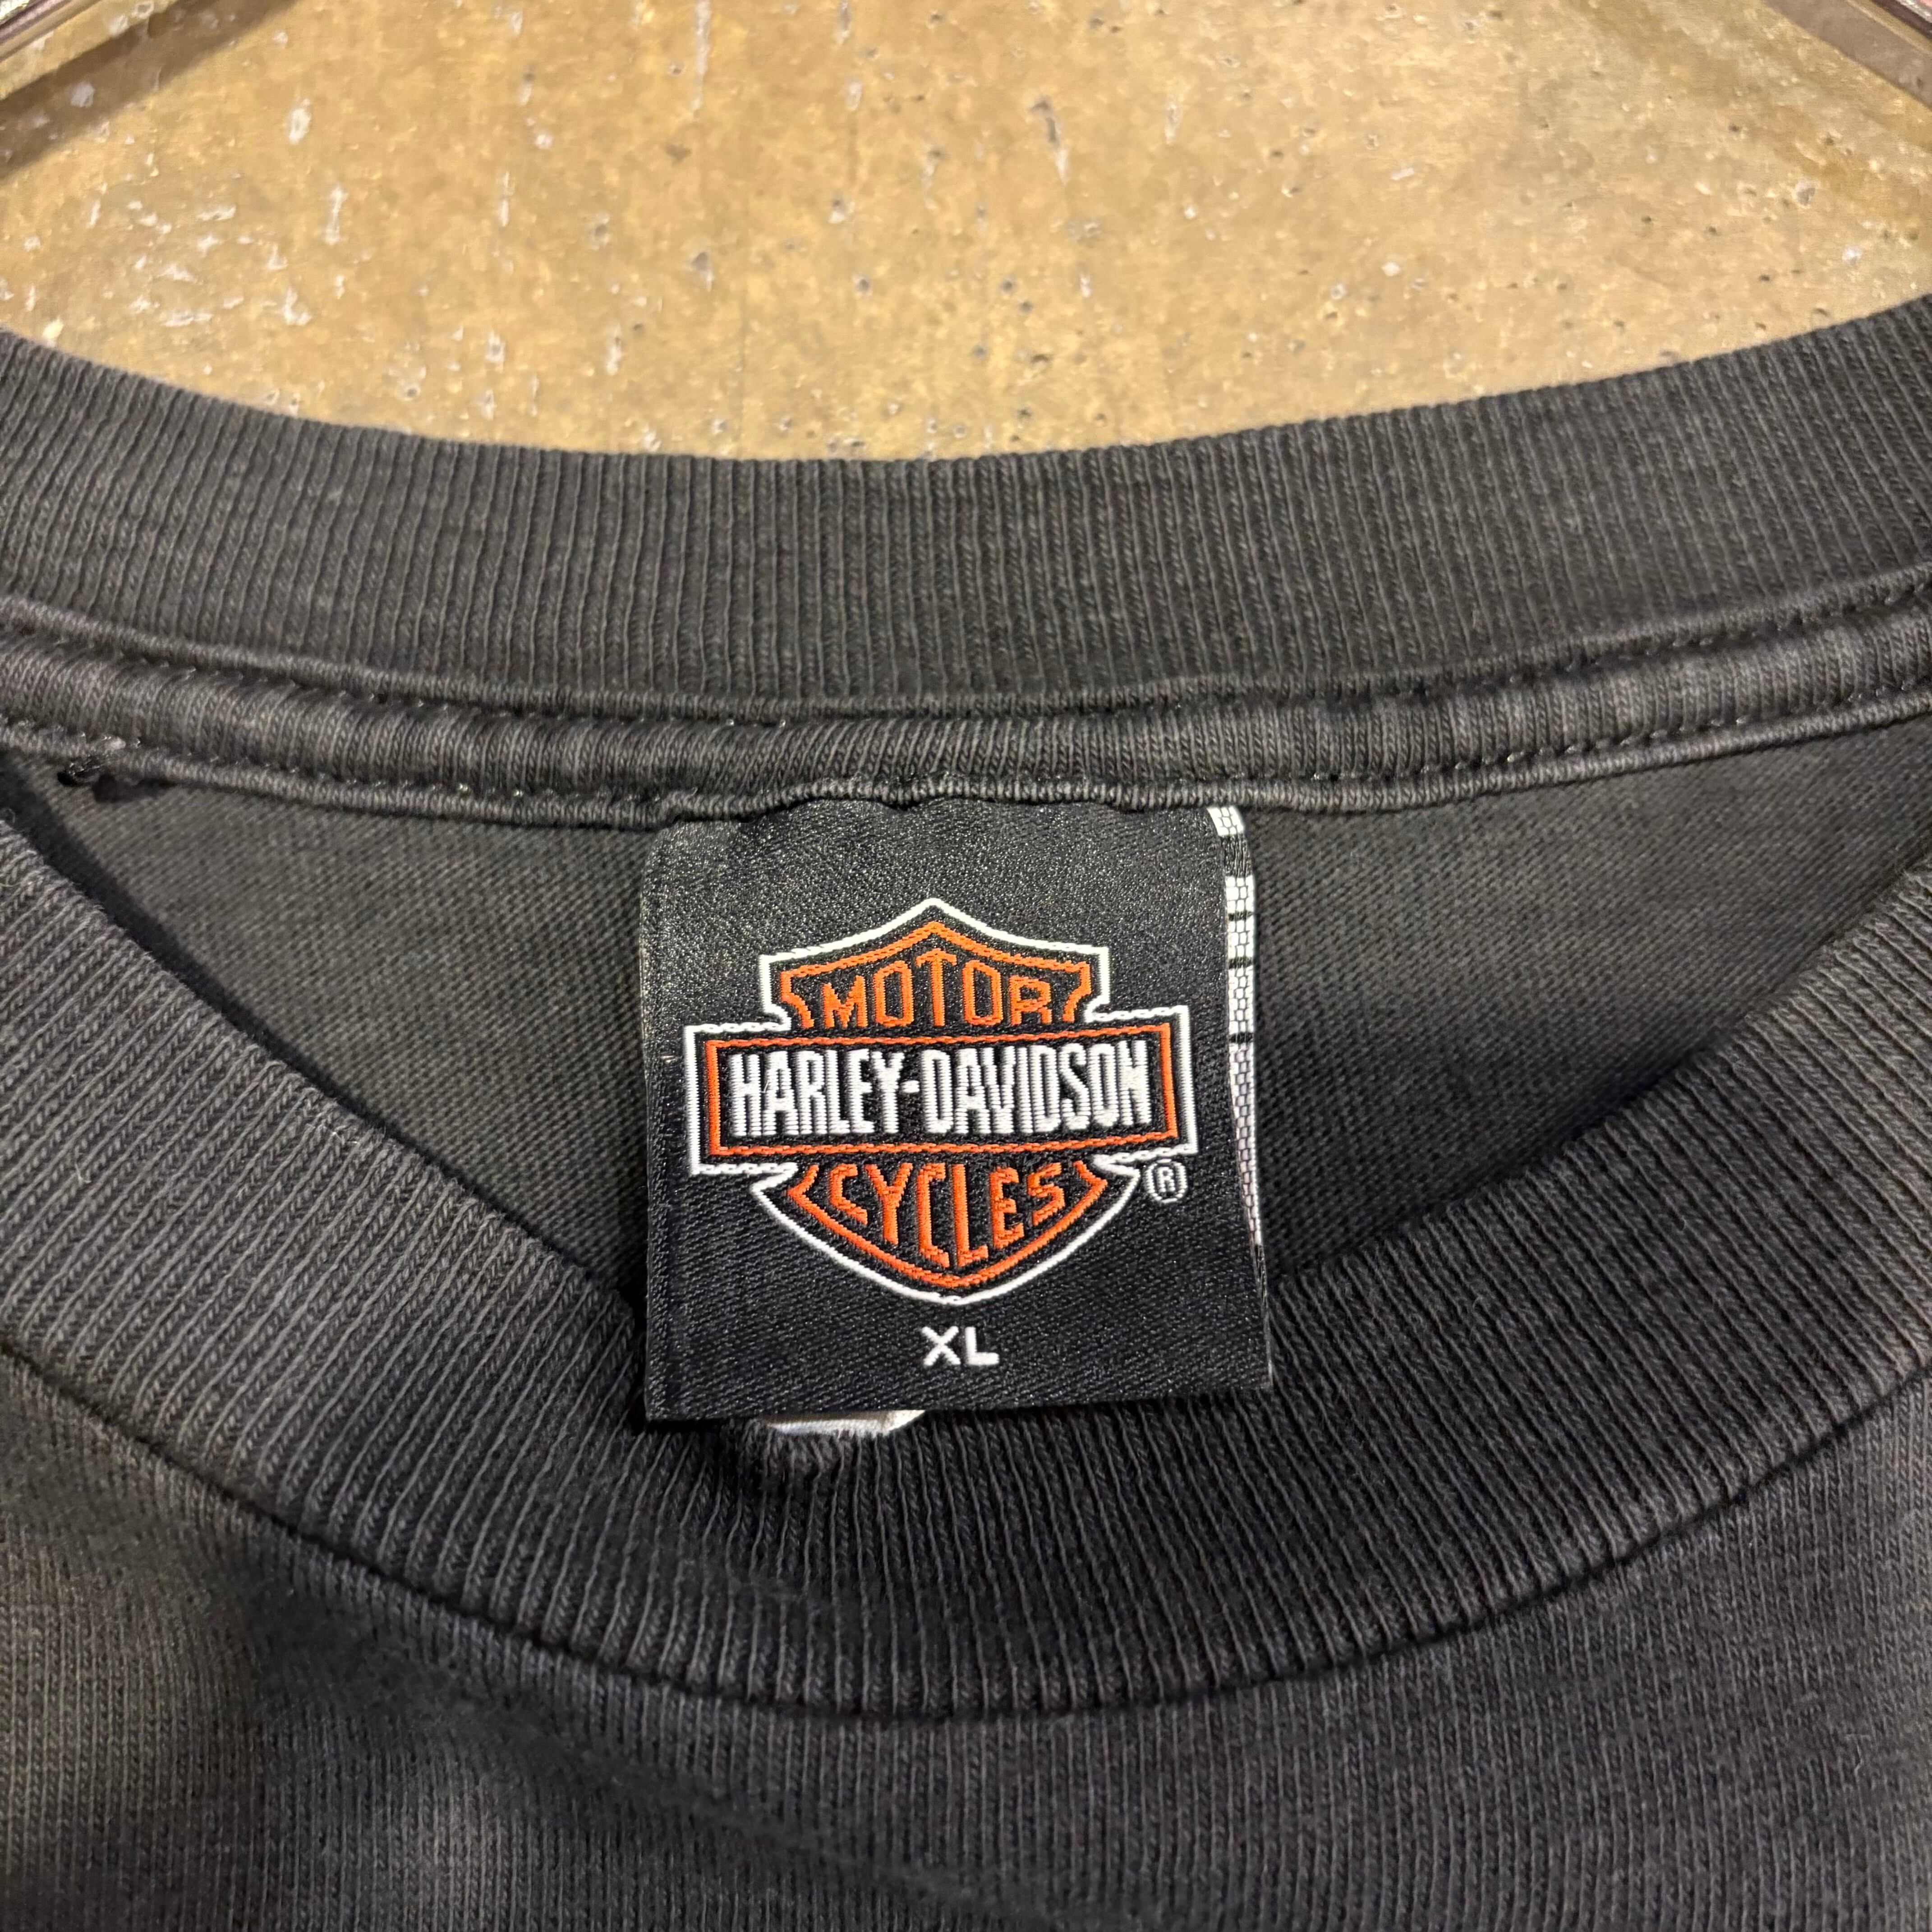 MOTOR
HARLEY-DAVIDSON
CYCLES
®
XL